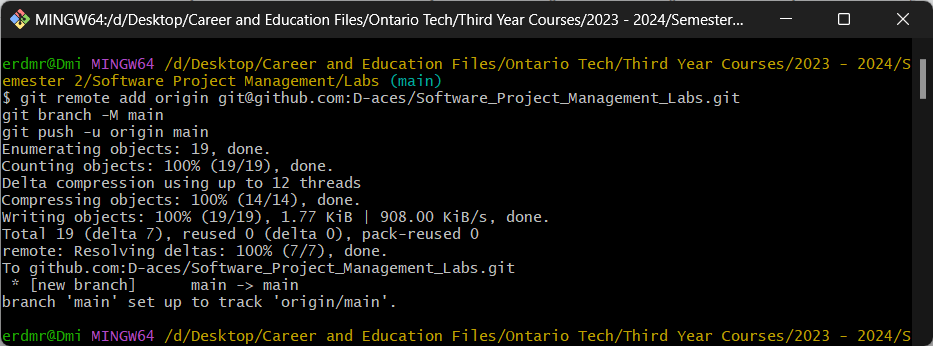 MINGW64:/d/Desktop/Career and Education Files/Ontario Tech/Third Year Courses/2023 - 2024/Semester...
erdmr@Dmi MINGW64 /d/Desktop/Career and Education Files/Ontario Tech/Third Year Courses/2023 - 2024/S
emester 2/Software Project Management/Labs (main)
$ git remote add origin git@github.com:D-aces/Software_Project_Management_Labs.git
git branch -M main
git push -u origin main
Enumerating objects: 19, done.
Counting objects: 100% (19/19), done.
Delta compression using up to 12 threads
Compressing objects: 100% (14/14), done.
Writing objects: 100% (19/19), 1.77 KiB | 908.00 KiB/s, done.
Total 19 (delta 7), reused 0 (delta 0), pack-reused 0
remote: Resolving deltas: 100% (7/7), done.
To github.com:D-aces/Software_Project_Management_Labs.git
 * [new branch]      main -> main
branch 'main' set up to track 'origin/main'.
erdmr@Dmi MINGW64 /d/Desktop/Career and Education Files/Ontario Tech/Third Year Courses/2023 - 2024/S